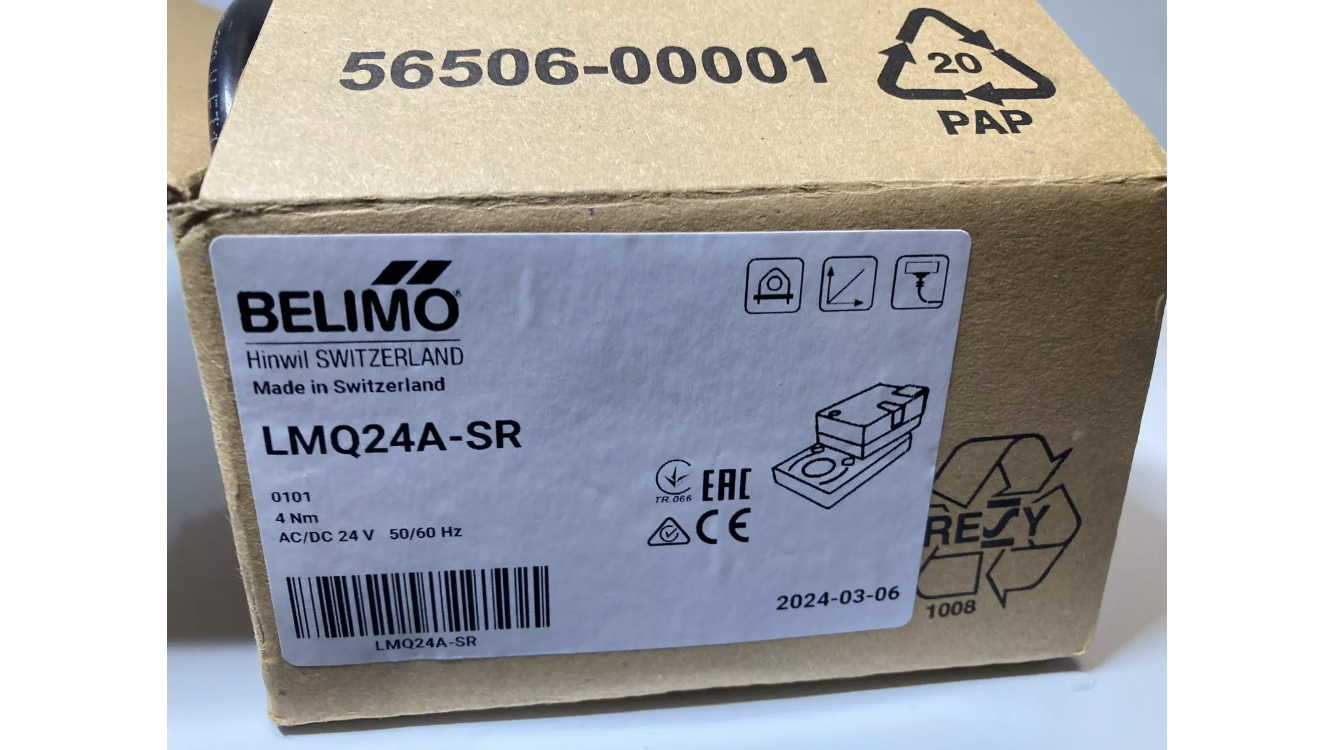 56506-00001
20
PAP
BELIMO®
Hinwil SWITZERLAND
Made in Switzerland
LMQ24A-SR
0101
4 Nm
AC/DC 24 V 50/60 Hz
TR.066
EAC
CE
LMQ24A-SR
2024-03-06
RESY
1008